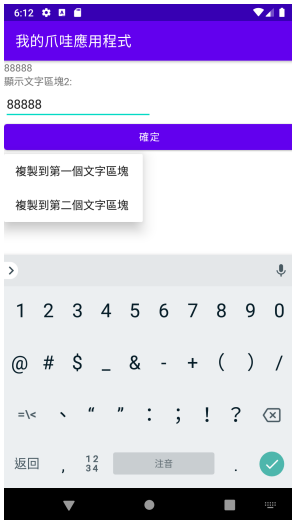 6:12
我的爪哇應用程式
88888
顯示文字區塊2:
88888
確定
複製到第一個文字區塊
複製到第二個文字區塊
1 2 3 4 5 6 7 8 9 0
@ # $ _ & - + ( ) /
=\< 、 “ ” : ; ! ?
返回 , 12 34 注音 .